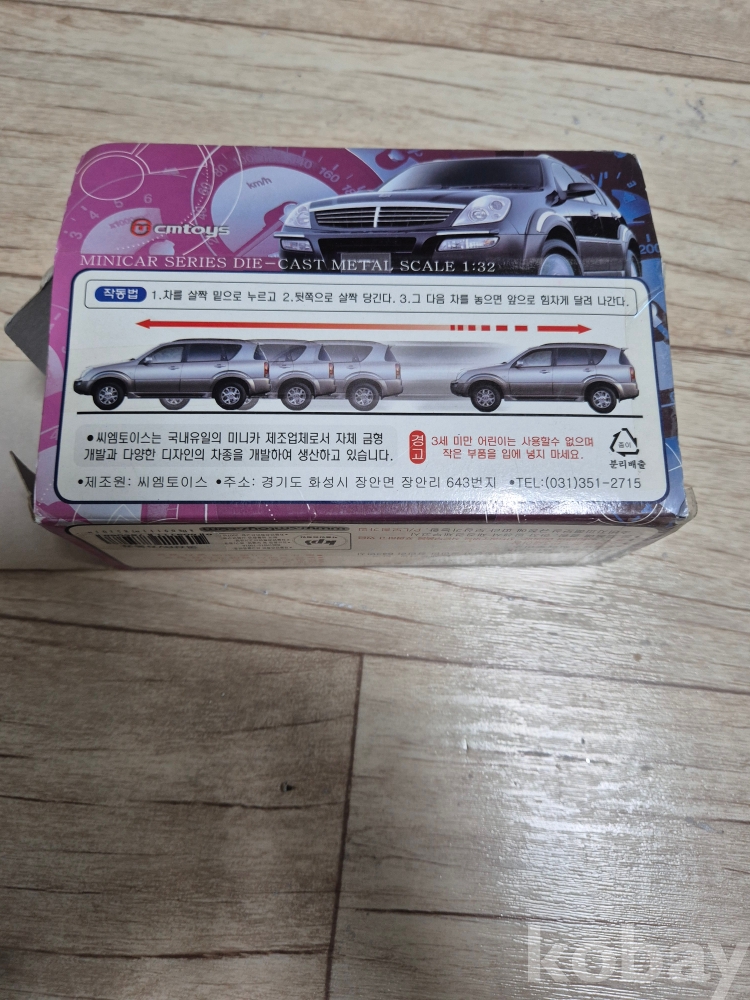 cmtoys
MINICAR SERIES DIE-CAST METAL SCALE 1:32
작동법 1.차를 살짝 밑으로 누르고 2.뒷쪽으로 살짝 당긴다. 3.그 다음 차를 놓으면 앞으로 힘차게 달려 나간다.
•씨엠토이스는 국내유일의 미니카 제조업체로서 자체 금형
개발과 다양한 디자인의 차종을 개발하여 생산하고 있습니다.
경고 3세 미만 어린이는 사용할수 없으며
작은 부품을 입에 넣지 마세요.
종이
분리배출
•제조원: 씨엠토이스 •주소: 경기도 화성시 장안면 장안리 643번지 •TEL:(031)351-2715
kobay